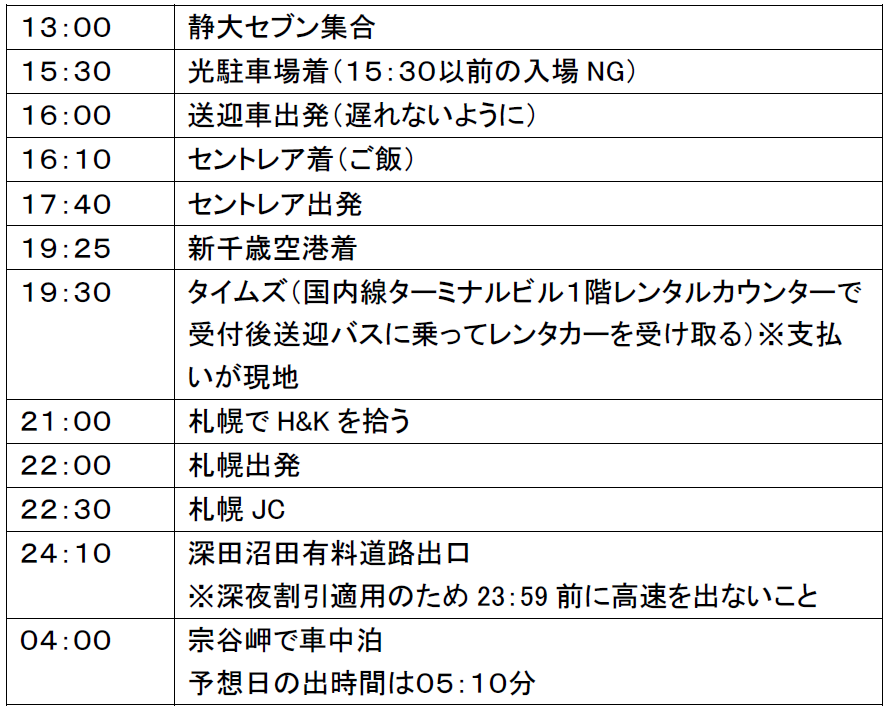 13：00 静大セブン集合
15：30 光駐車場着（15：30以前の入場 NG）
16：00 送迎車出発（遅れないように）
16：10 セントレア着（ご飯）
17：40 セントレア出発
19：25 新千歳空港着
19：30 タイムズ（国内線ターミナルビル１階レンタルカウンターで
受付後送迎バスに乗ってレンタカーを受け取る）※支払
いが現地
21：00 札幌で H&K を拾う
22：00 札幌出発
22：30 札幌 JC
24：10 深田沼田有料道路出口
※深夜割引適用のため 23：59 前に高速を出ないこと
04：00 宗谷岬で車中泊
予想日の出時間は05：10分